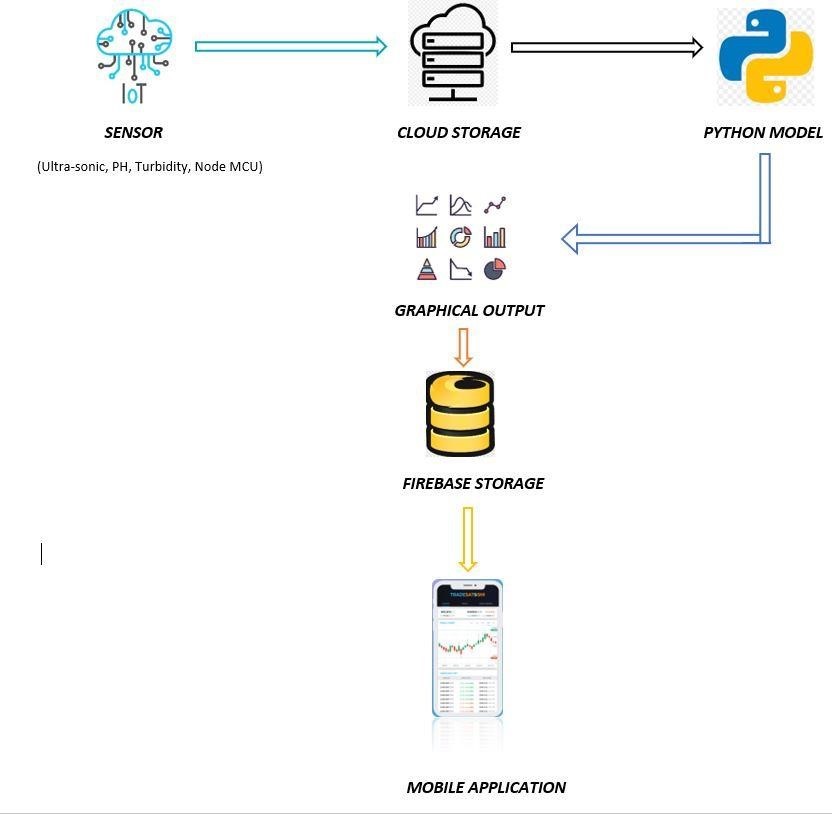 IoT
SENSOR
CLOUD STORAGE
PYTHON MODEL
(Ultra-sonic, PH, Turbidity, Node MCU)
GRAPHICAL OUTPUT
FIREBASE STORAGE
TRADESATOSHI
MOBILE APPLICATION